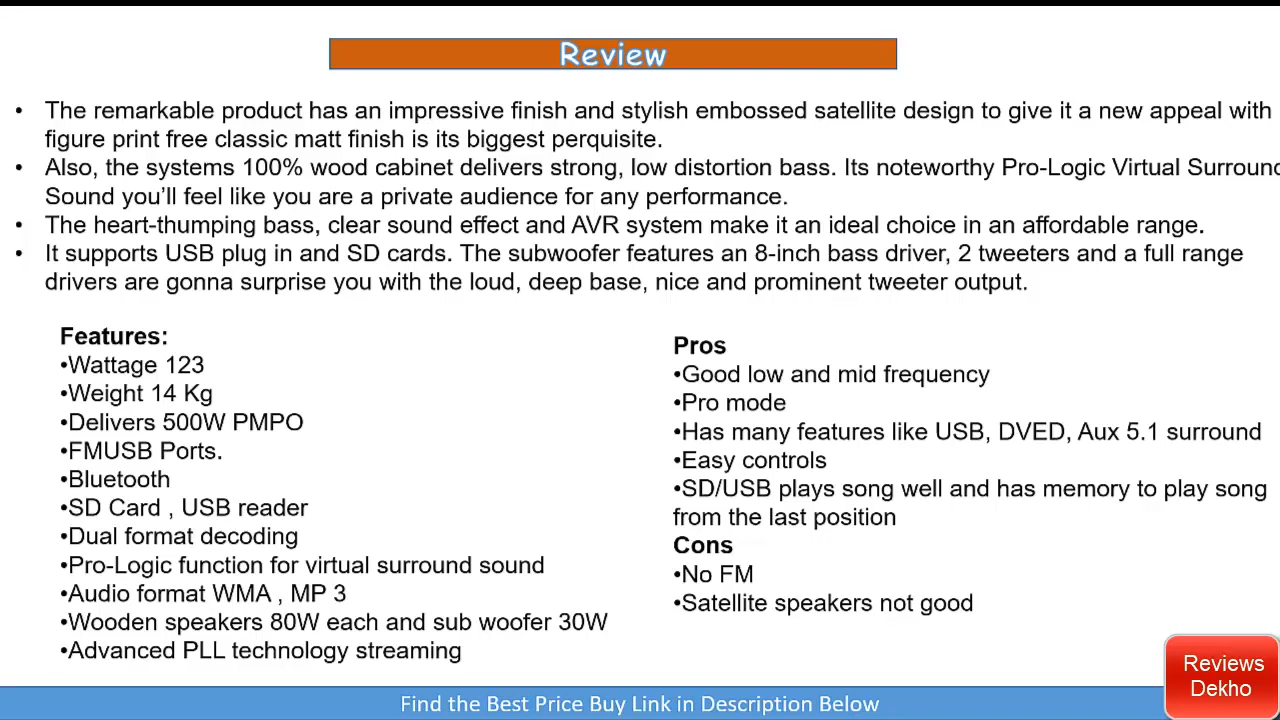 Review
• The remarkable product has an impressive finish and stylish embossed satellite design to give it a new appeal with
figure print free classic matt finish is its biggest perquisite.
• Also, the systems 100% wood cabinet delivers strong, low distortion bass. Its noteworthy Pro-Logic Virtual Surround
Sound you'll feel like you are a private audience for any performance.
• The heart-thumping bass, clear sound effect and AVR system make it an ideal choice in an affordable range.
• It supports USB plug in and SD cards. The subwoofer features an 8-inch bass driver, 2 tweeters and a full range
drivers are gonna surprise you with the loud, deep base, nice and prominent tweeter output.
Features:
•Wattage 123
•Weight 14 Kg
•Delivers 500W PMPO
•FMUSB Ports.
•Bluetooth
•SD Card , USB reader
•Dual format decoding
•Pro-Logic function for virtual surround sound
•Audio format WMA , MP 3
•Wooden speakers 80W each and sub woofer 30W
•Advanced PLL technology streaming
Pros
•Good low and mid frequency
•Pro mode
•Has many features like USB, DVED, Aux 5.1 surround
•Easy controls
•SD/USB plays song well and has memory to play song
from the last position
Cons
•No FM
•Satellite speakers not good
Reviews
Dekho
Find the Best Price Buy Link in Description Below